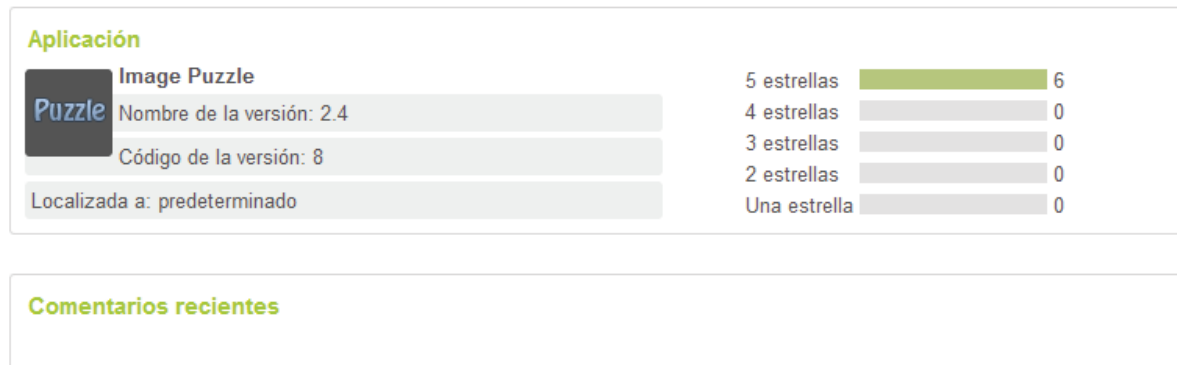 Aplicación
Image Puzzle
Puzzle
Nombre de la versión: 2.4
Código de la versión: 8
Localizada a: predeterminado
5 estrellas 6
4 estrellas 0
3 estrellas 0
2 estrellas 0
Una estrella 0
Comentarios recientes